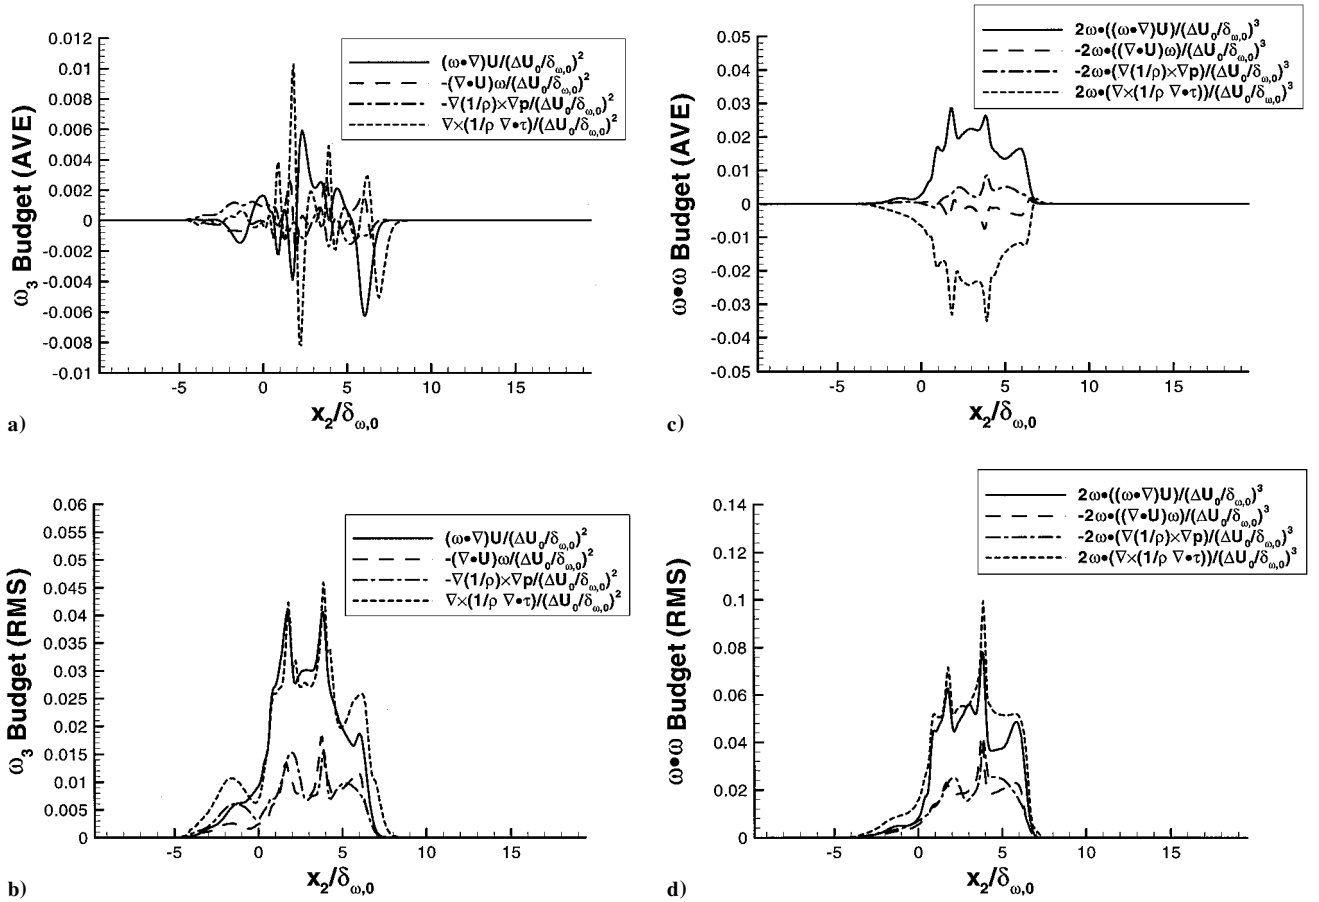 0.012
0.01
0.008
0.006
0.004
0.002
0
-0.002
-0.004
-0.006
-0.008
-0.01
ω₃ Budget (AVE)
(ω•∇)U/(ΔU₀/δω,0)²
-(∇•U)ω/(ΔU₀/δω,0)²
-∇(1/ρ)×∇p/(ΔU₀/δω,0)²
∇×(1/ρ ∇•τ)/(ΔU₀/δω,0)²
-5 0 5 10 15
x₂/δω,0
a)
0.05
0.04
0.03
0.02
0.01
0
-0.01
-0.02
-0.03
-0.04
-0.05
ω•ω Budget (AVE)
2ω•((ω•∇)U)/(ΔU₀/δω,0)³
-2ω•((∇•U)ω)/(ΔU₀/δω,0)³
-2ω•(∇(1/ρ)×∇p)/(ΔU₀/δω,0)³
2ω•(∇×(1/ρ ∇•τ))/(ΔU₀/δω,0)³
-5 0 5 10 15
x₂/δω,0
c)
0.06
0.055
0.05
0.045
0.04
0.035
0.03
0.025
0.02
0.015
0.01
0.005
0
ω₃ Budget (RMS)
(ω•∇)U/(ΔU₀/δω,0)²
-(∇•U)ω/(ΔU₀/δω,0)²
-∇(1/ρ)×∇p/(ΔU₀/δω,0)²
∇×(1/ρ ∇•τ)/(ΔU₀/δω,0)²
-5 0 5 10 15
x₂/δω,0
b)
0.14
0.12
0.1
0.08
0.06
0.04
0.02
0
ω•ω Budget (RMS)
2ω•((ω•∇)U)/(ΔU₀/δω,0)³
-2ω•((∇•U)ω)/(ΔU₀/δω,0)³
-2ω•(∇(1/ρ)×∇p)/(ΔU₀/δω,0)³
2ω•(∇×(1/ρ ∇•τ))/(ΔU₀/δω,0)³
-5 0 5 10 15
x₂/δω,0
d)